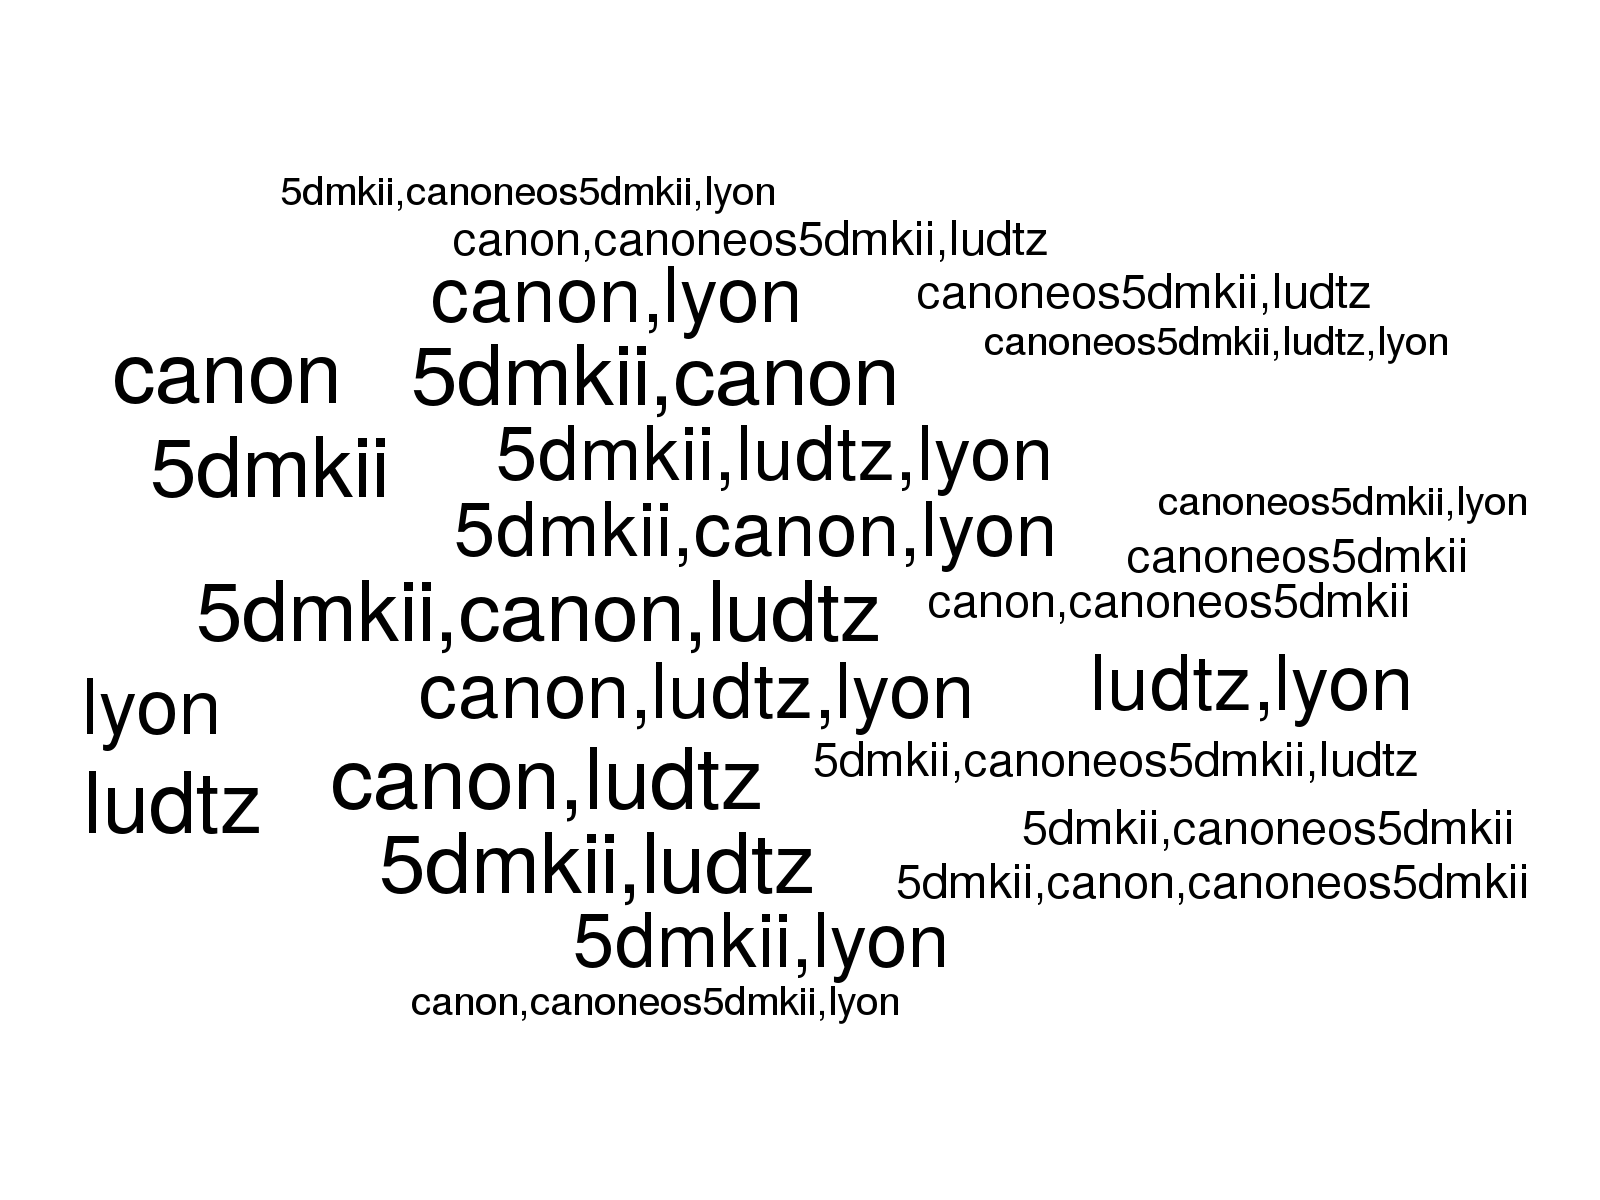 5dmkii,canoneos5dmkii,lyon
canon,canoneos5dmkii,ludtz
canon,lyon
canoneos5dmkii,ludtz
canoneos5dmkii,ludtz,lyon
canon
5dmkii,canon
5dmkii
5dmkii,ludtz,lyon
canoneos5dmkii,lyon
5dmkii,canon,lyon
canoneos5dmkii
5dmkii,canon,ludtz
canon,canoneos5dmkii
lyon
canon,ludtz,lyon
ludtz,lyon
5dmkii,canoneos5dmkii,ludtz
ludtz
canon,ludtz
5dmkii,canoneos5dmkii
5dmkii,ludtz
5dmkii,canon,canoneos5dmkii
5dmkii,lyon
canon,canoneos5dmkii,lyon